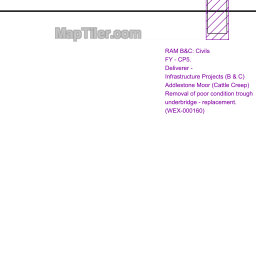 MapTiler.com
RAM B&C: Civils
FY - CP5.
Deliverer -
Infrastructure Projects (B & C)
Addlestone Moor (Cattle Creep)
Removal of poor condition trough
underbridge - replacement.
(WEX-000160)